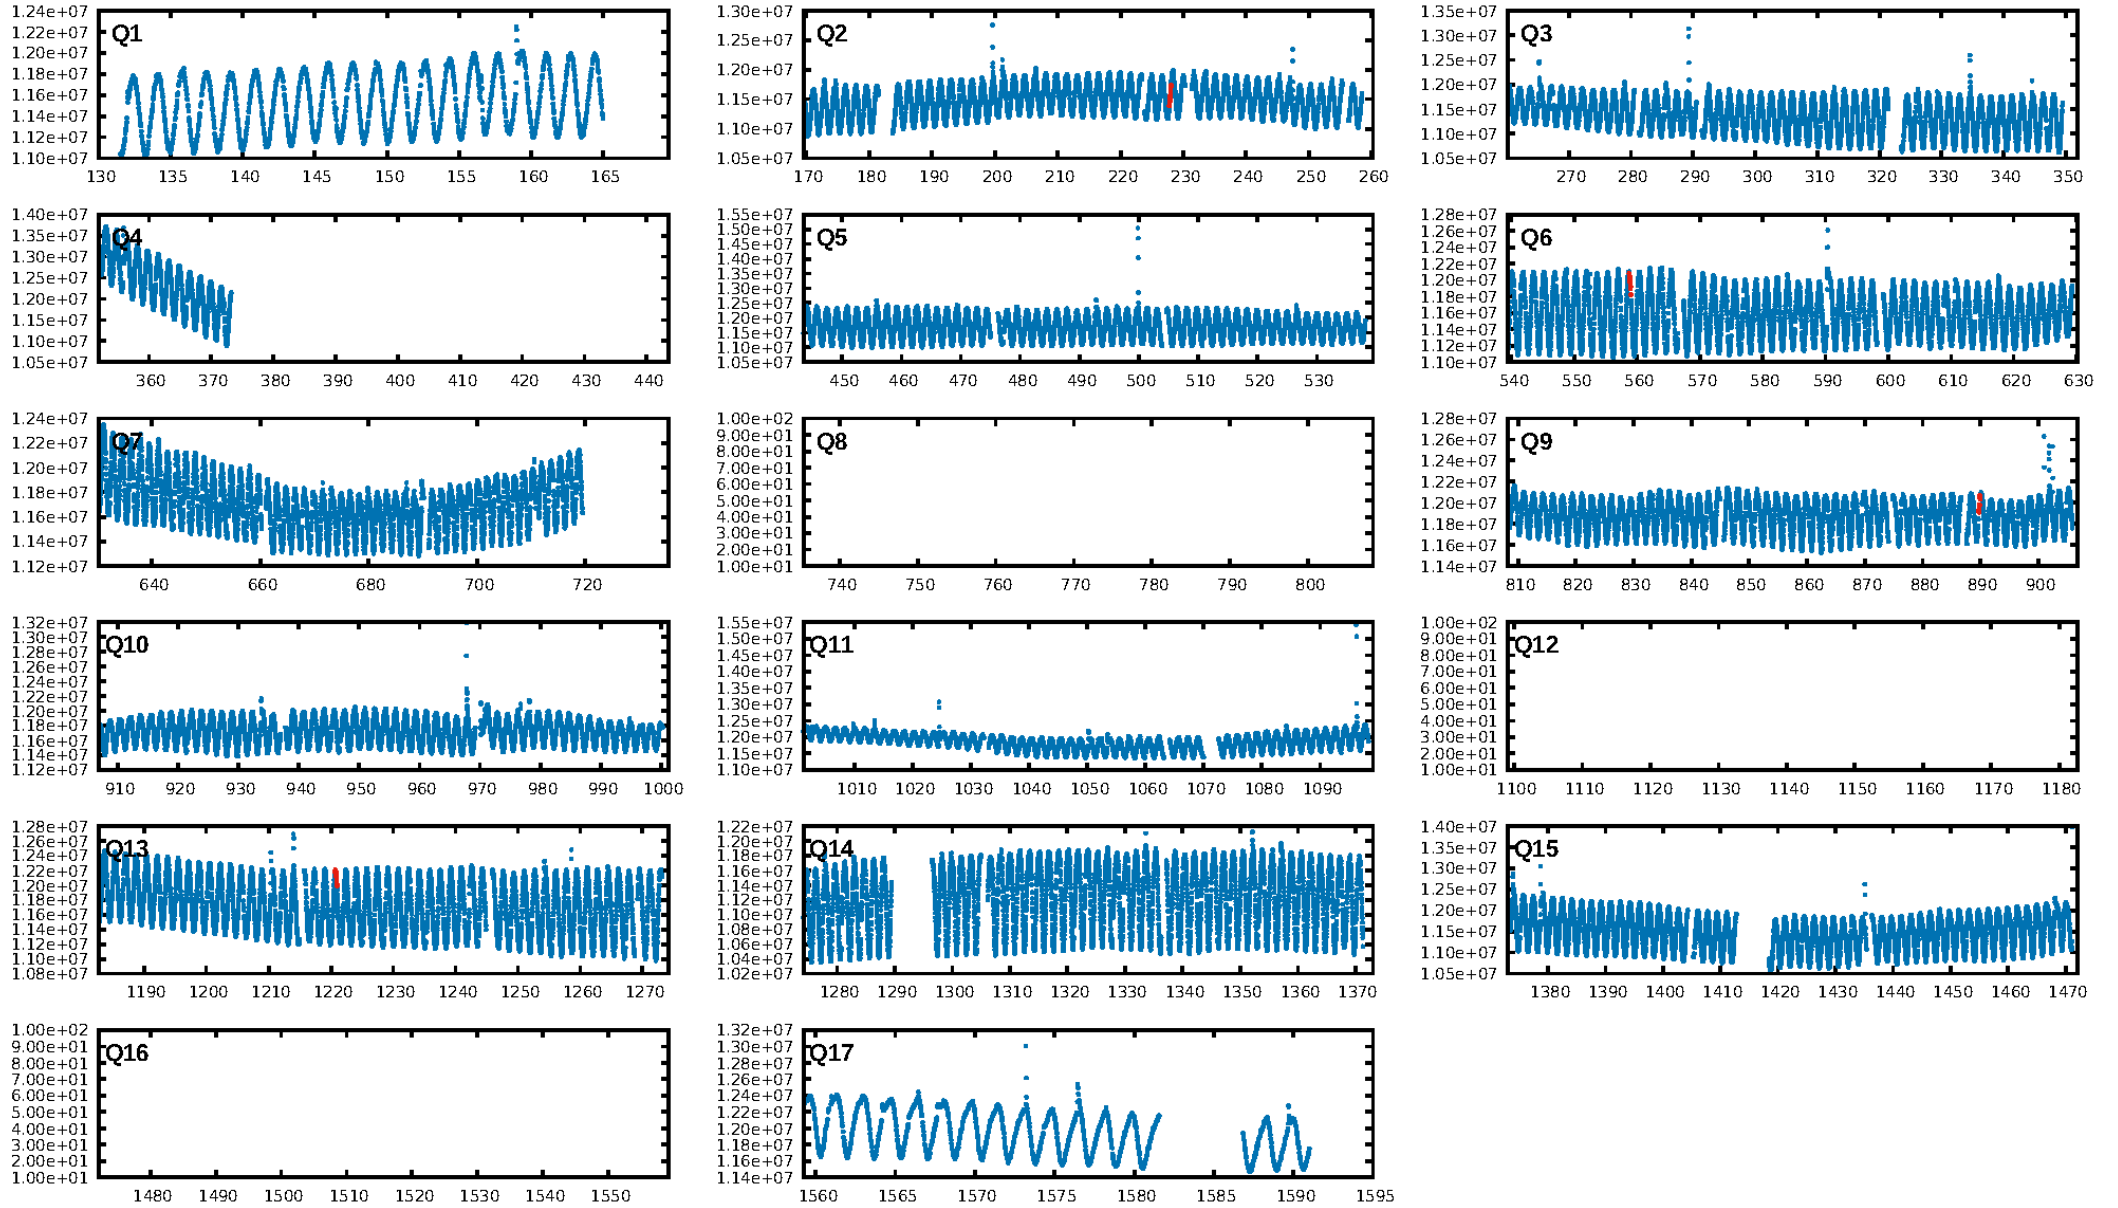 1.24e+07 1.22e+07 1.20e+07 1.18e+07 1.16e+07 1.14e+07 1.12e+07 1.10e+07
Q1
130 135 140 145 150 155 160 165
1.30e+07 1.25e+07 1.20e+07 1.15e+07 1.10e+07 1.05e+07
Q2
170 180 190 200 210 220 230 240 250 260
1.35e+07 1.30e+07 1.25e+07 1.20e+07 1.15e+07 1.10e+07 1.05e+07
Q3
270 280 290 300 310 320 330 340 350
1.40e+07 1.35e+07 1.30e+07 1.25e+07 1.20e+07 1.15e+07 1.10e+07 1.05e+07
Q4
360 370 380 390 400 410 420 430 440
1.55e+07 1.50e+07 1.45e+07 1.40e+07 1.35e+07 1.30e+07 1.25e+07 1.20e+07 1.15e+07 1.10e+07 1.05e+07
Q5
450 460 470 480 490 500 510 520 530
1.28e+07 1.26e+07 1.24e+07 1.22e+07 1.20e+07 1.18e+07 1.16e+07 1.14e+07 1.12e+07 1.10e+07
Q6
540 550 560 570 580 590 600 610 620 630
1.24e+07 1.22e+07 1.20e+07 1.18e+07 1.16e+07 1.14e+07 1.12e+07
Q7
640 660 680 700 720
1.00e+02 9.00e+01 8.00e+01 7.00e+01 6.00e+01 5.00e+01 4.00e+01 3.00e+01 2.00e+01 1.00e+01
Q8
740 750 760 770 780 790 800
1.28e+07 1.26e+07 1.24e+07 1.22e+07 1.20e+07 1.18e+07 1.16e+07 1.14e+07
Q9
810 820 830 840 850 860 870 880 890 900
1.32e+07 1.30e+07 1.28e+07 1.26e+07 1.24e+07 1.22e+07 1.20e+07 1.18e+07 1.16e+07 1.14e+07 1.12e+07
Q10
910 920 930 940 950 960 970 980 990 1000
1.55e+07 1.50e+07 1.45e+07 1.40e+07 1.35e+07 1.30e+07 1.25e+07 1.20e+07 1.15e+07 1.10e+07
Q11
1010 1020 1030 1040 1050 1060 1070 1080 1090
1.00e+02 9.00e+01 8.00e+01 7.00e+01 6.00e+01 5.00e+01 4.00e+01 3.00e+01 2.00e+01 1.00e+01
Q12
1100 1110 1120 1130 1140 1150 1160 1170 1180
1.28e+07 1.26e+07 1.24e+07 1.22e+07 1.20e+07 1.18e+07 1.16e+07 1.14e+07 1.12e+07 1.10e+07 1.08e+07
Q13
1190 1200 1210 1220 1230 1240 1250 1260 1270
1.22e+07 1.20e+07 1.18e+07 1.16e+07 1.14e+07 1.12e+07 1.10e+07 1.08e+07 1.06e+07 1.04e+07 1.02e+07
Q14
1280 1290 1300 1310 1320 1330 1340 1350 1360 1370
1.40e+07 1.35e+07 1.30e+07 1.25e+07 1.20e+07 1.15e+07 1.10e+07 1.05e+07
Q15
1380 1390 1400 1410 1420 1430 1440 1450 1460 1470
1.00e+02 9.00e+01 8.00e+01 7.00e+01 6.00e+01 5.00e+01 4.00e+01 3.00e+01 2.00e+01 1.00e+01
Q16
1480 1490 1500 1510 1520 1530 1540 1550
1.32e+07 1.30e+07 1.28e+07 1.26e+07 1.24e+07 1.22e+07 1.20e+07 1.18e+07 1.16e+07 1.14e+07
Q17
1560 1565 1570 1575 1580 1585 1590 1595